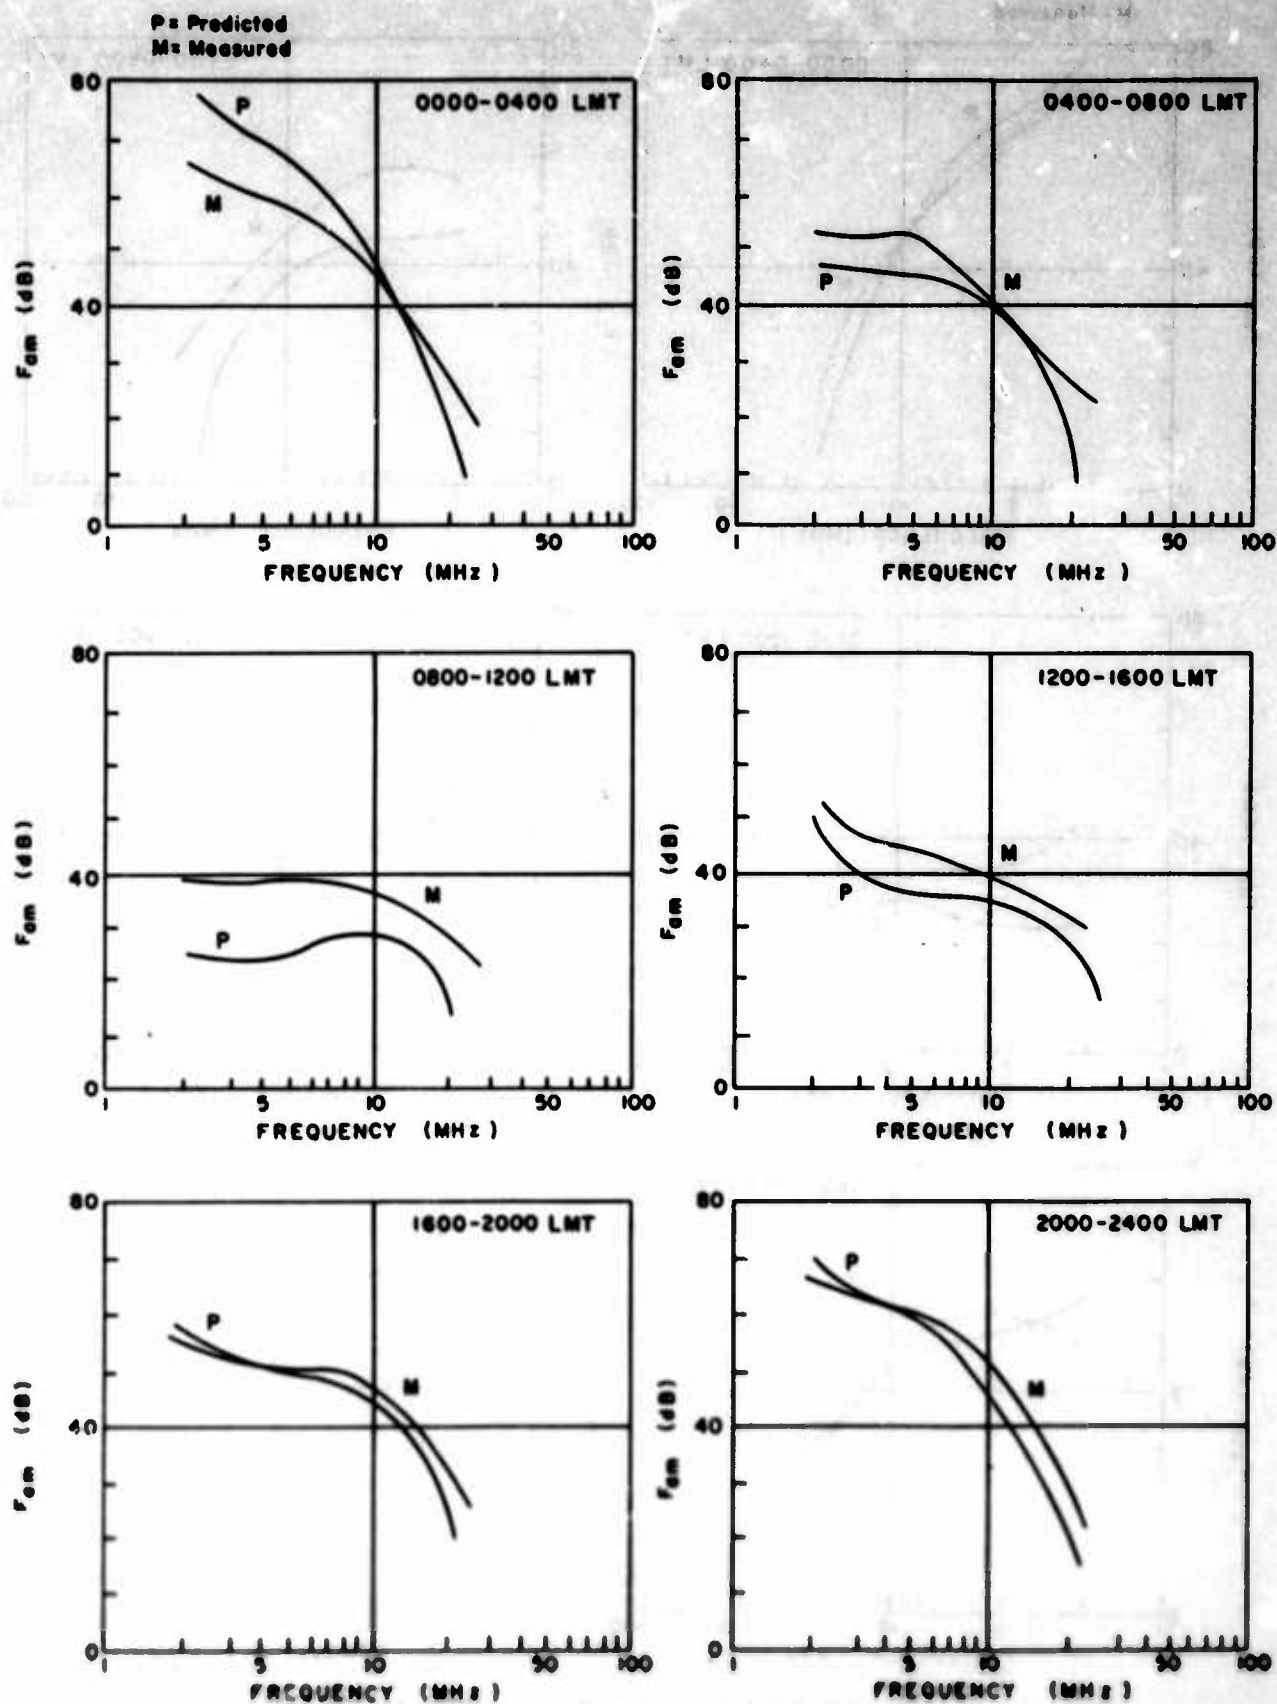 P = Predicted
M = Measured
80
0000-0400 LMT
P
M
Fam (dB)
40
0
1 5 10 50 100
FREQUENCY (MHz)
80
0400-0800 LMT
M
P
Fam (dB)
40
0
1 5 10 50 100
FREQUENCY (MHz)
80
0800-1200 LMT
M
P
Fam (dB)
40
0
1 5 10 50 100
FREQUENCY (MHz)
80
1200-1600 LMT
M
P
Fam (dB)
40
0
1 5 10 50 100
FREQUENCY (MHz)
80
1600-2000 LMT
P
M
Fam (dB)
40
0
1 5 10 50 100
FREQUENCY (MHz)
80
2000-2400 LMT
P
M
Fam (dB)
40
0
1 5 10 50 100
FREQUENCY (MHz)